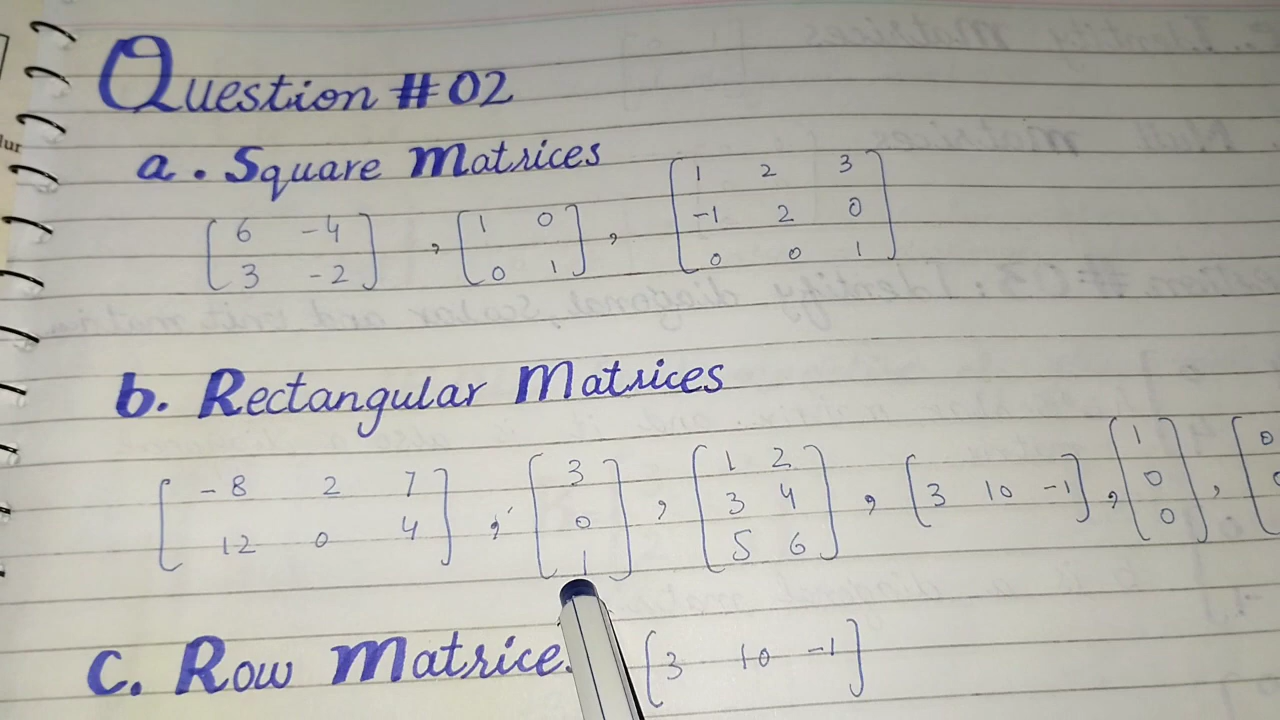 Question #02
a. Square Matrices
[6 -4
3 -2], [1 0
0 1], [1 2 3
-1 2 0
0 0 1]
b. Rectangular Matrices
[-8 2 7
12 0 4], [3
0
1], [1 2
3 4
5 6], [3 10 -1], [1
0
0], [0
c. Row Matrice [3 10 -1]